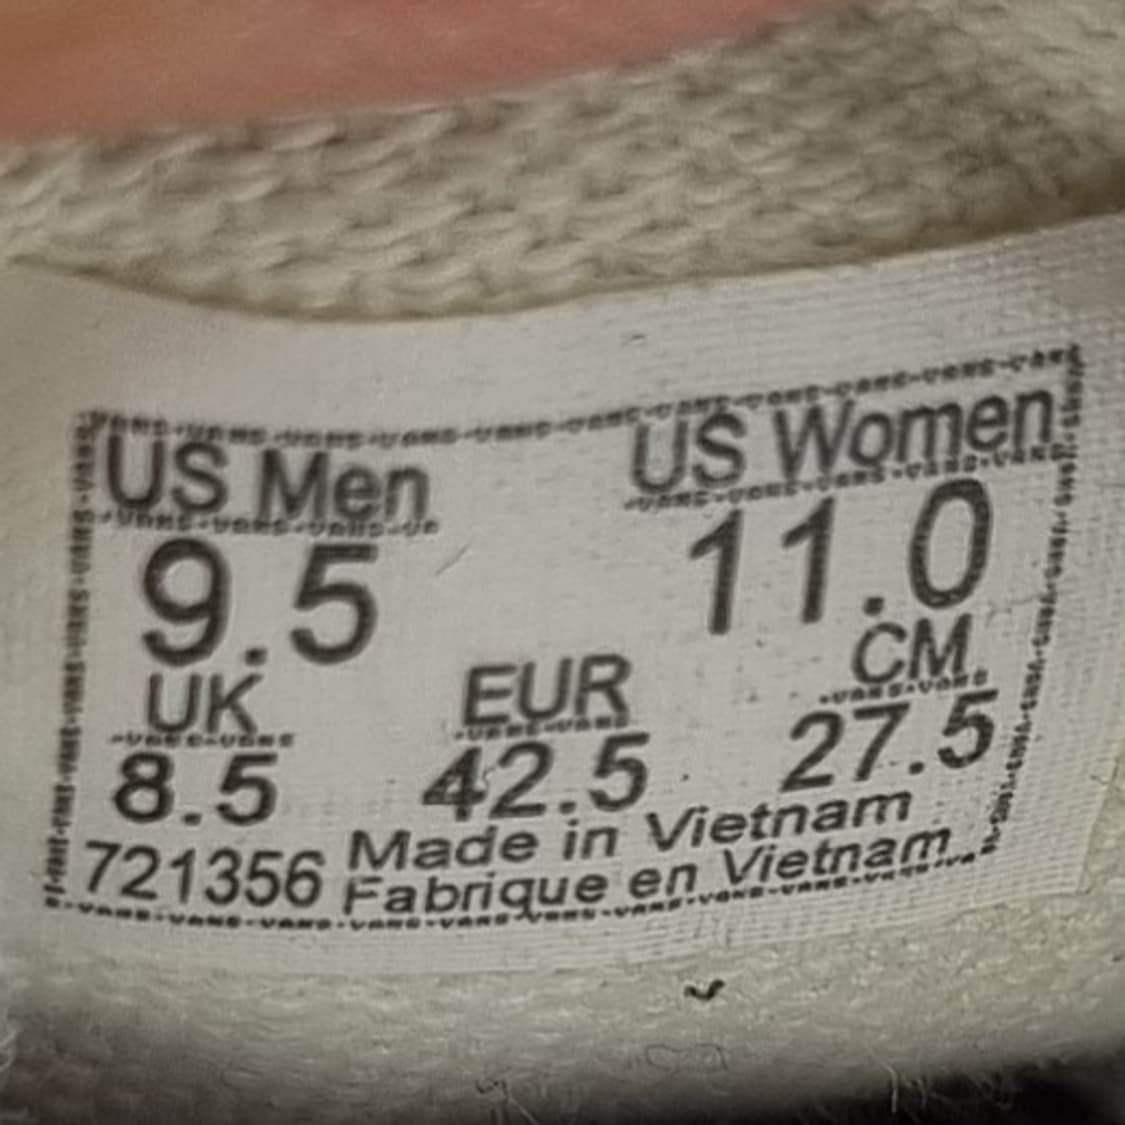 US Men US Women
9.5 11.0
UK EUR CM
8.5 42.5 27.5
721356 Made in Vietnam
Fabrique en Vietnam